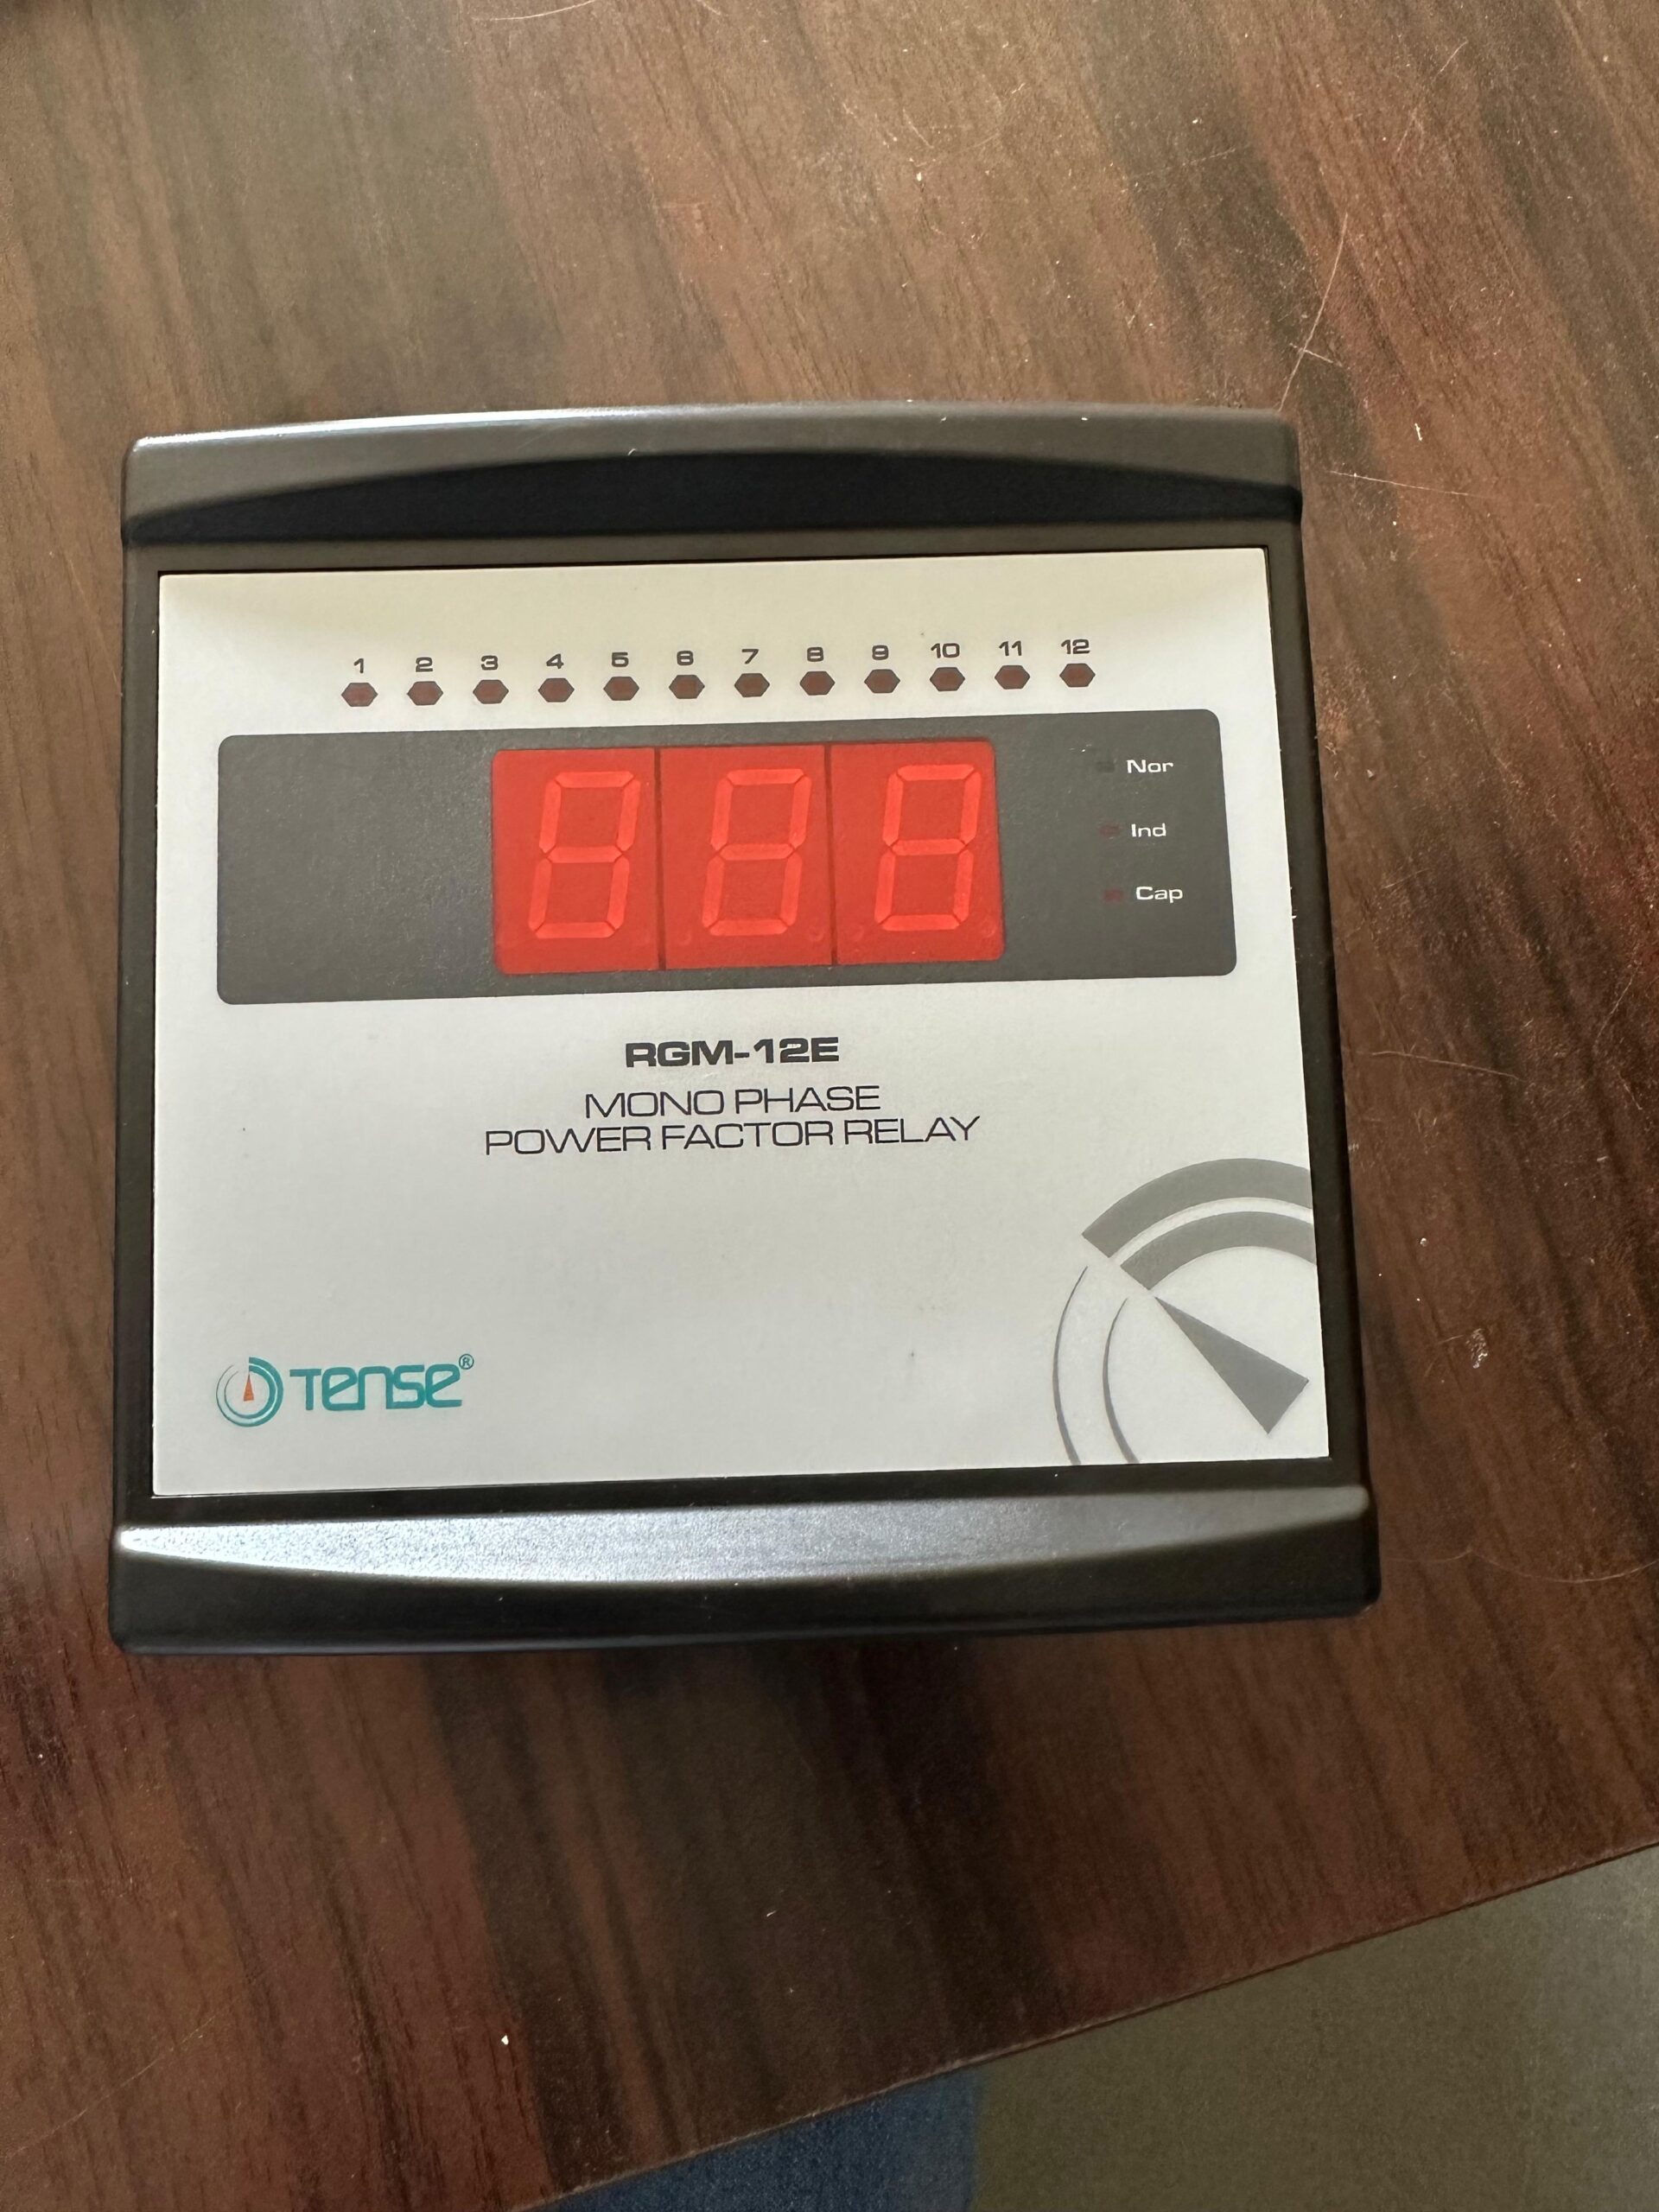 1 2 3 4 5 6 7 8 9 10 11 12
Nor
Ind
Cap
RGM-12E
MONO PHASE
POWER FACTOR RELAY
TENSE®